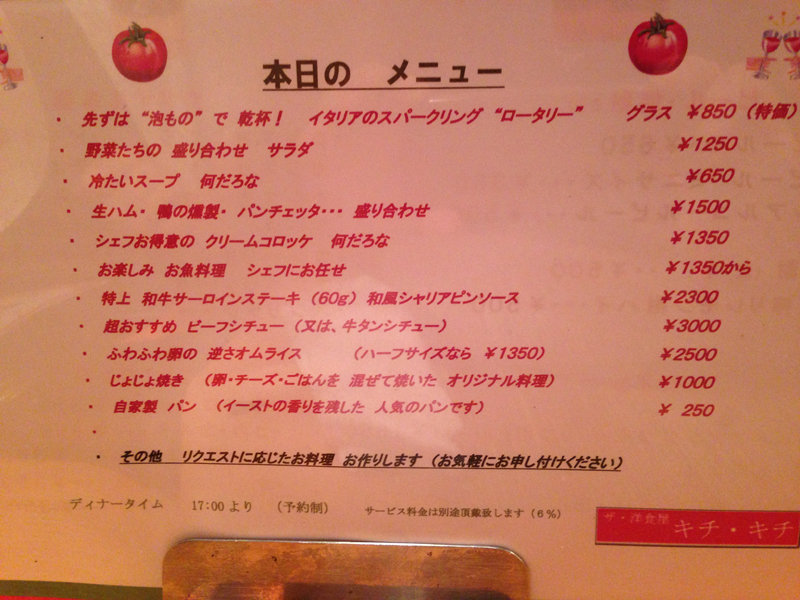 本日の メニュー
・ 先ずは “泡もの” で 乾杯！ イタリアのスパークリング “ロータリー” グラス ￥850（特価）
・ 野菜たちの 盛り合わせ サラダ ￥1250
・ 冷たいスープ 何だろな ￥650
・ 生ハム・ 鴨の燻製・ パンチェッタ・・・ 盛り合わせ ￥1500
・ シェフお得意の クリームコロッケ 何だろな ￥1350
・ お楽しみ お魚料理 シェフにお任せ ￥1350から
・ 特上 和牛サーロインステーキ（60g）和風シャリアピンソース ￥2300
・ 超おすすめ ビーフシチュー（又は、牛タンシチュー） ￥3000
・ ふわふわ卵の 逆さオムライス （ハーフサイズなら ￥1350） ￥2500
・ じょじょ焼き （卵・チーズ・ごはんを 混ぜて焼いた オリジナル料理） ￥1000
・ 自家製 パン （イーストの香りを残した 人気のパンです） ￥ 250
・
・ その他 リクエストに応じたお料理 お作りします（お気軽にお申し付けください）
ディナータイム 17:00より （予約制） サービス料金は別途頂戴致します（6%）
ザ・洋食屋
キチ・キチ